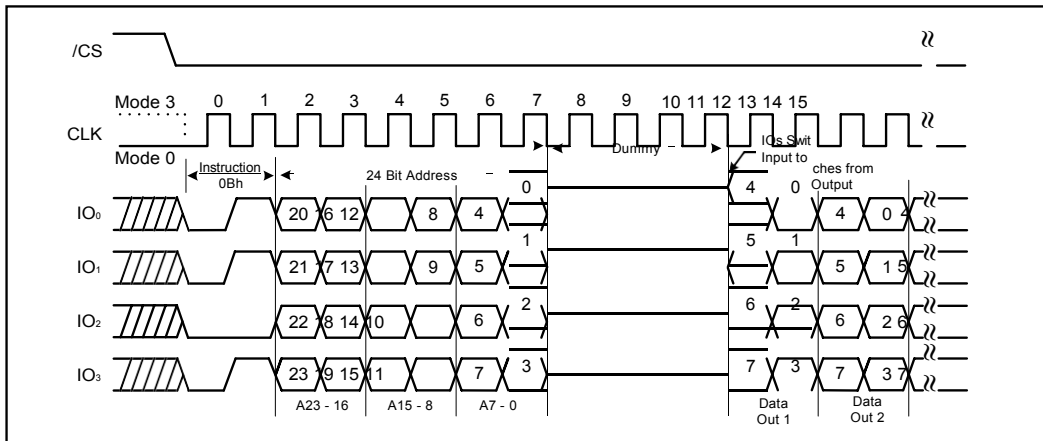 /CS
Mode 3 0 1 2 3 4 5 6 7 8 9 10 11 12 13 14 15
CLK
Mode 0
Dummy
IOs Swit
Input to
ches from
Output
Instruction
0Bh
24 Bit Address
0 4 0
IO0 20 16 12 8 4 4 0 4
1 5 1
IO1 21 17 13 9 5 5 1 5
2 6 2
IO2 22 18 14 10 6 6 2 6
3 7 3
IO3 23 19 15 11 7 7 3 7
A23 - 16 A15 - 8 A7 - 0
Data
Out 1
Data
Out 2